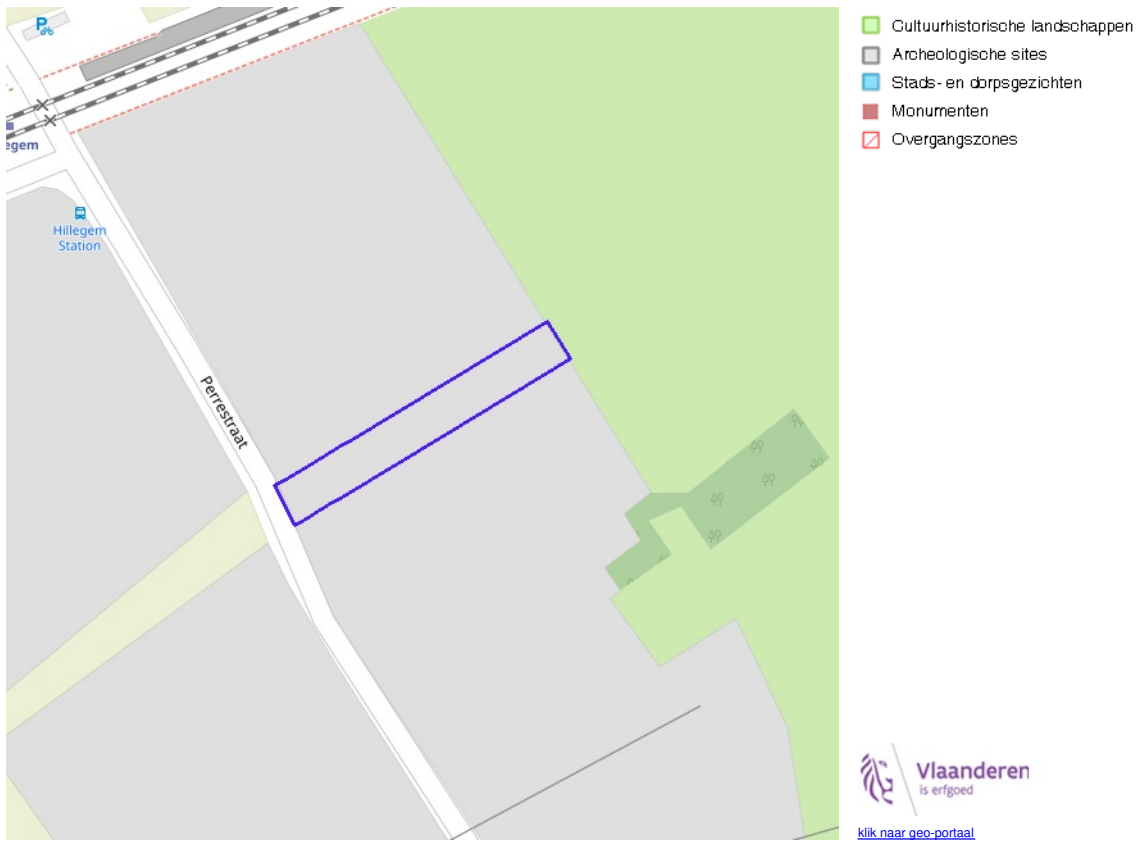 P
egem
Hillegem
Station
Perrestraat
Cultuurhistorische landschappen
Archeologische sites
Stads- en dorpsgezichten
Monumenten
Overgangszones
Vlaanderen
is erfgoed
klik naar geo-portaal